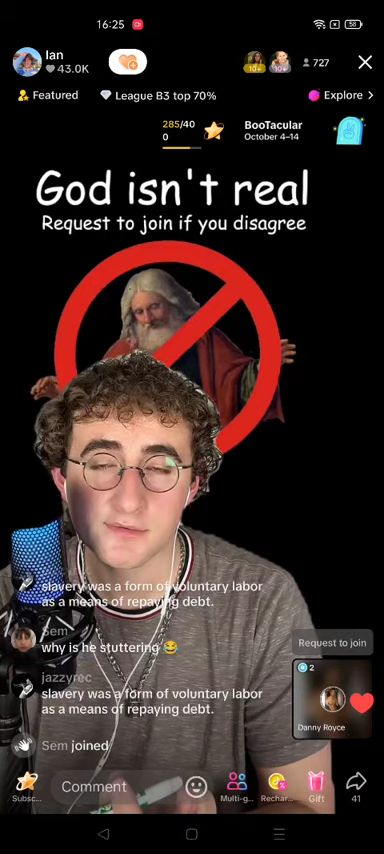 16:25
58
Ian
43.0K
10+
10+
727
Featured
League B3 top 70%
Explore
285/40
0
BooTacular
October 4–14
God isn't real
Request to join if you disagree
slavery was a form of voluntary labor
as a means of repaying debt.
Sem
why is he stuttering 😂
jazzyrec
slavery was a form of voluntary labor
as a means of repaying debt.
Sem joined
Request to join
2
Danny Royce
Comment
Subsc...
Multi-g...
Rechar...
Gift
41